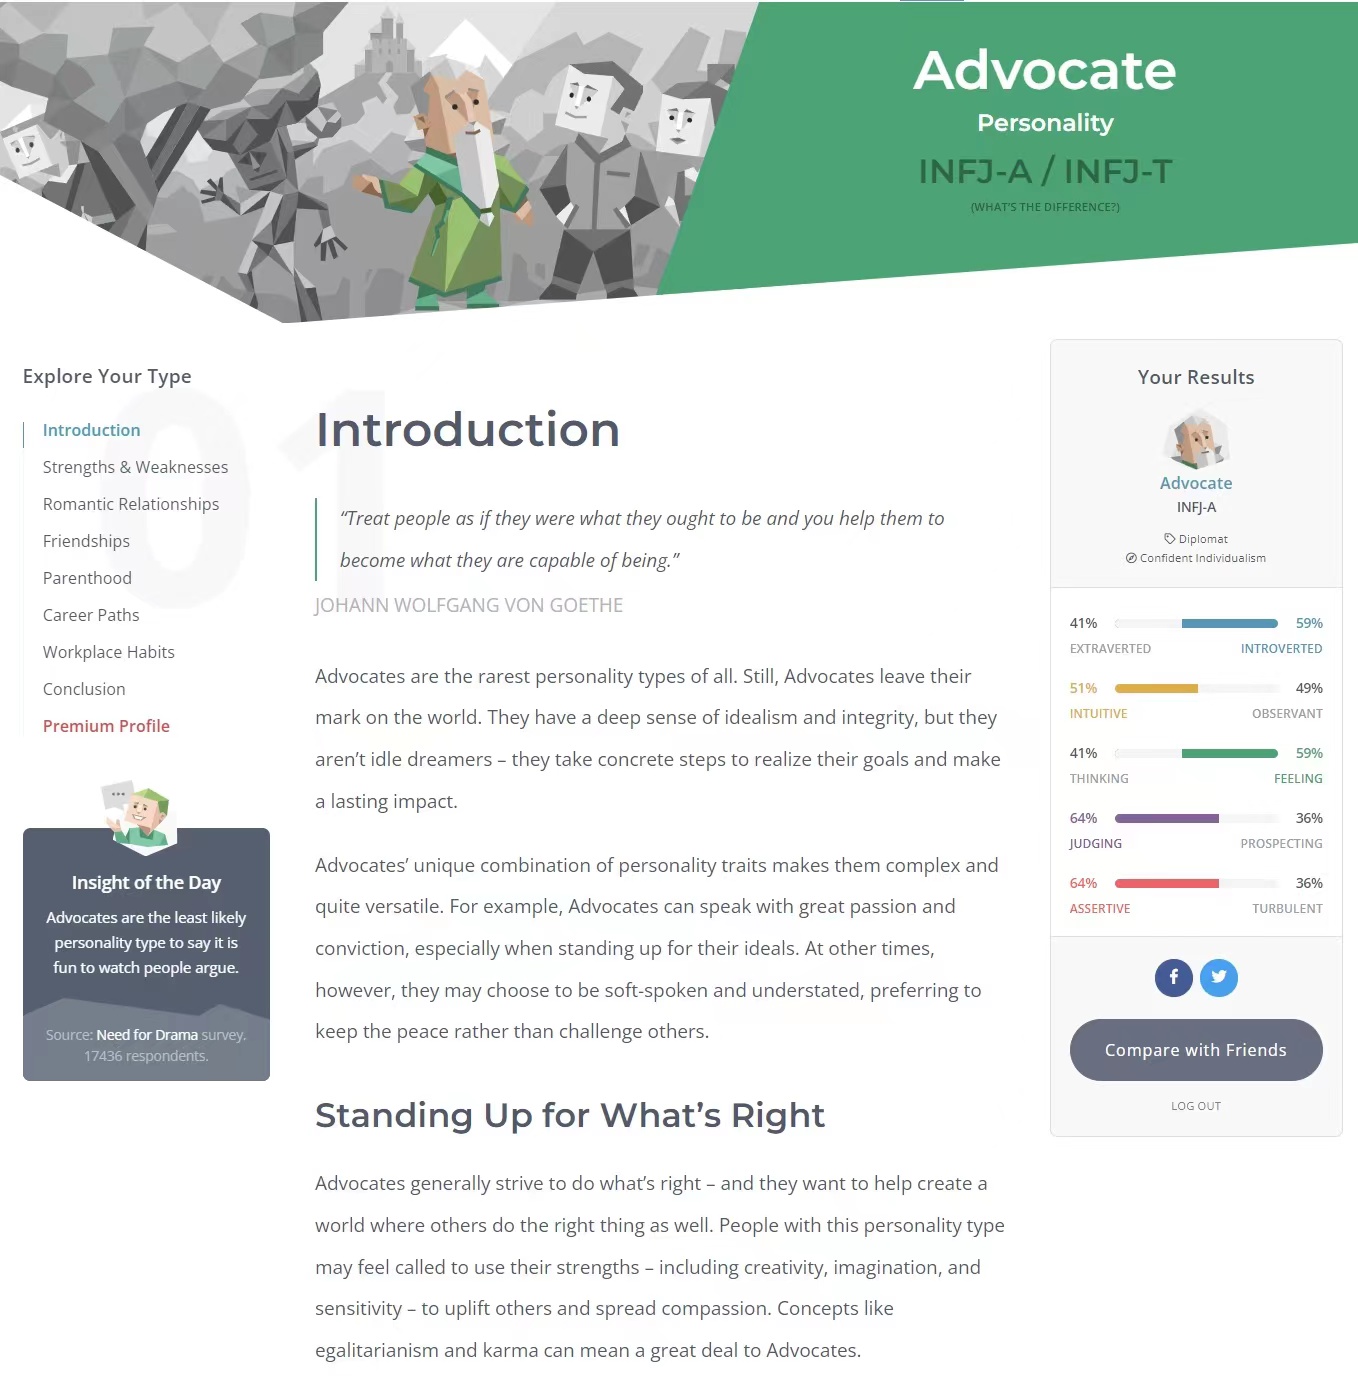 Advocate
Personality
INFJ-A / INFJ-T
(WHAT'S THE DIFFERENCE?)
Explore Your Type
Introduction
Strengths & Weaknesses
Romantic Relationships
Friendships
Parenthood
Career Paths
Workplace Habits
Conclusion
Premium Profile
Insight of the Day
Advocates are the least likely
personality type to say it is
fun to watch people argue.
Source: Need for Drama survey.
17436 respondents.
01
Introduction
“Treat people as if they were what they ought to be and you help them to
become what they are capable of being.”
JOHANN WOLFGANG VON GOETHE
Advocates are the rarest personality types of all. Still, Advocates leave their
mark on the world. They have a deep sense of idealism and integrity, but they
aren’t idle dreamers – they take concrete steps to realize their goals and make
a lasting impact.
Advocates’ unique combination of personality traits makes them complex and
quite versatile. For example, Advocates can speak with great passion and
conviction, especially when standing up for their ideals. At other times,
however, they may choose to be soft-spoken and understated, preferring to
keep the peace rather than challenge others.
Standing Up for What’s Right
Advocates generally strive to do what’s right – and they want to help create a
world where others do the right thing as well. People with this personality type
may feel called to use their strengths – including creativity, imagination, and
sensitivity – to uplift others and spread compassion. Concepts like
egalitarianism and karma can mean a great deal to Advocates.
Your Results
Advocate
INFJ-A
Diplomat
Confident Individualism
41% 59%
EXTRAVERTED INTROVERTED
51% 49%
INTUITIVE OBSERVANT
41% 59%
THINKING FEELING
64% 36%
JUDGING PROSPECTING
64% 36%
ASSERTIVE TURBULENT
Compare with Friends
LOG OUT